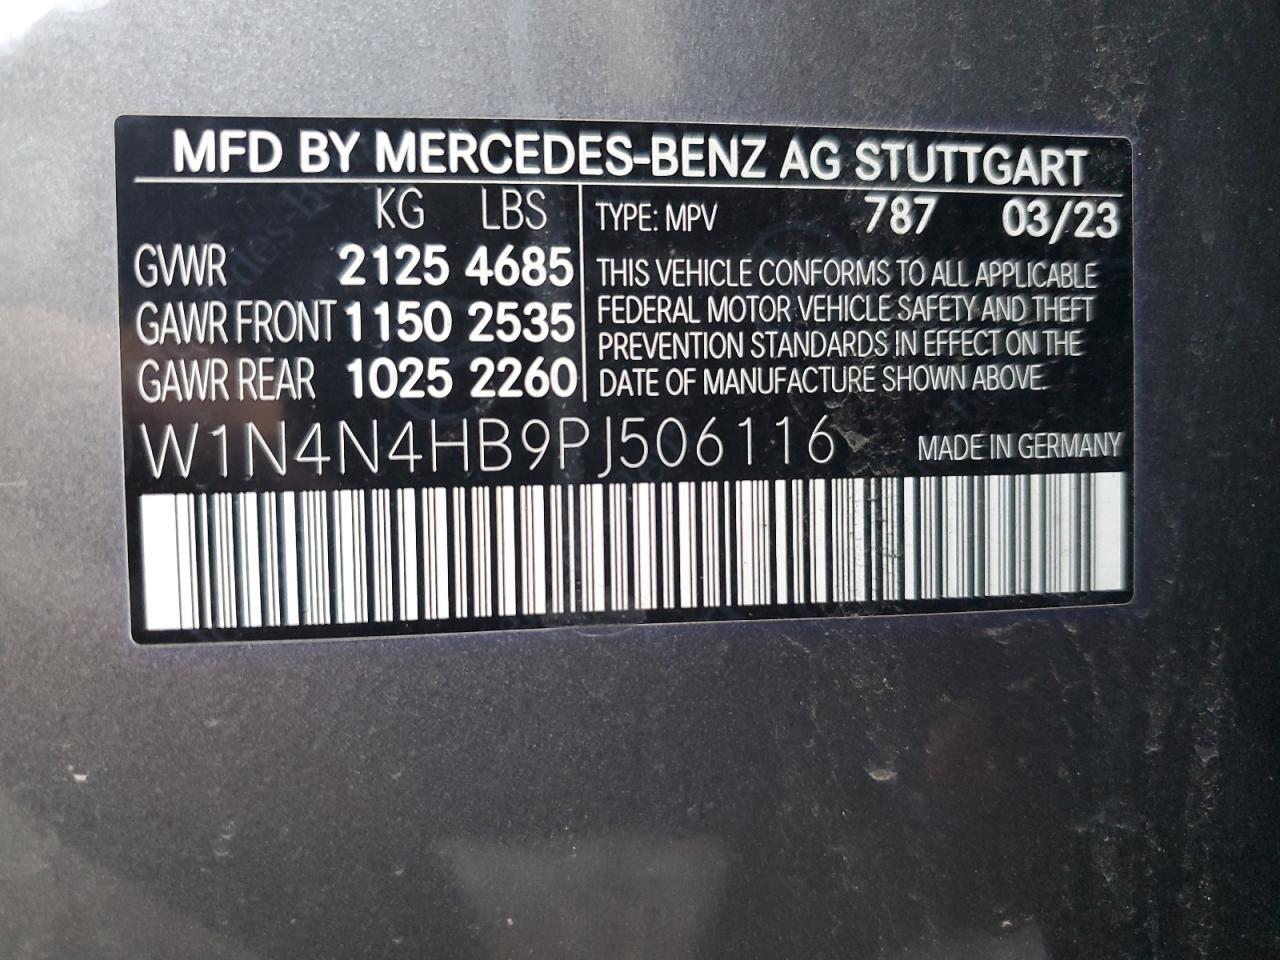 MFD BY MERCEDES-BENZ AG STUTTGART
KG LBS
GVWR 2125 4685
GAWR FRONT 1150 2535
GAWR REAR 1025 2260
TYPE: MPV 787 03/23
THIS VEHICLE CONFORMS TO ALL APPLICABLE
FEDERAL MOTOR VEHICLE SAFETY AND THEFT
PREVENTION STANDARDS IN EFFECT ON THE
DATE OF MANUFACTURE SHOWN ABOVE.
W1N4N4HB9PJ506116 MADE IN GERMANY